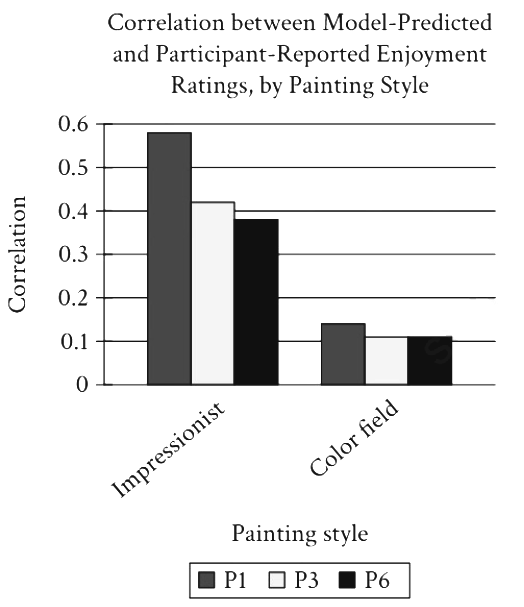 Correlation between Model-Predicted
and Participant-Reported Enjoyment
Ratings, by Painting Style
Correlation
0.6
0.5
0.4
0.3
0.2
0.1
0
Impressionist
Color field
Painting style
P1 P3 P6